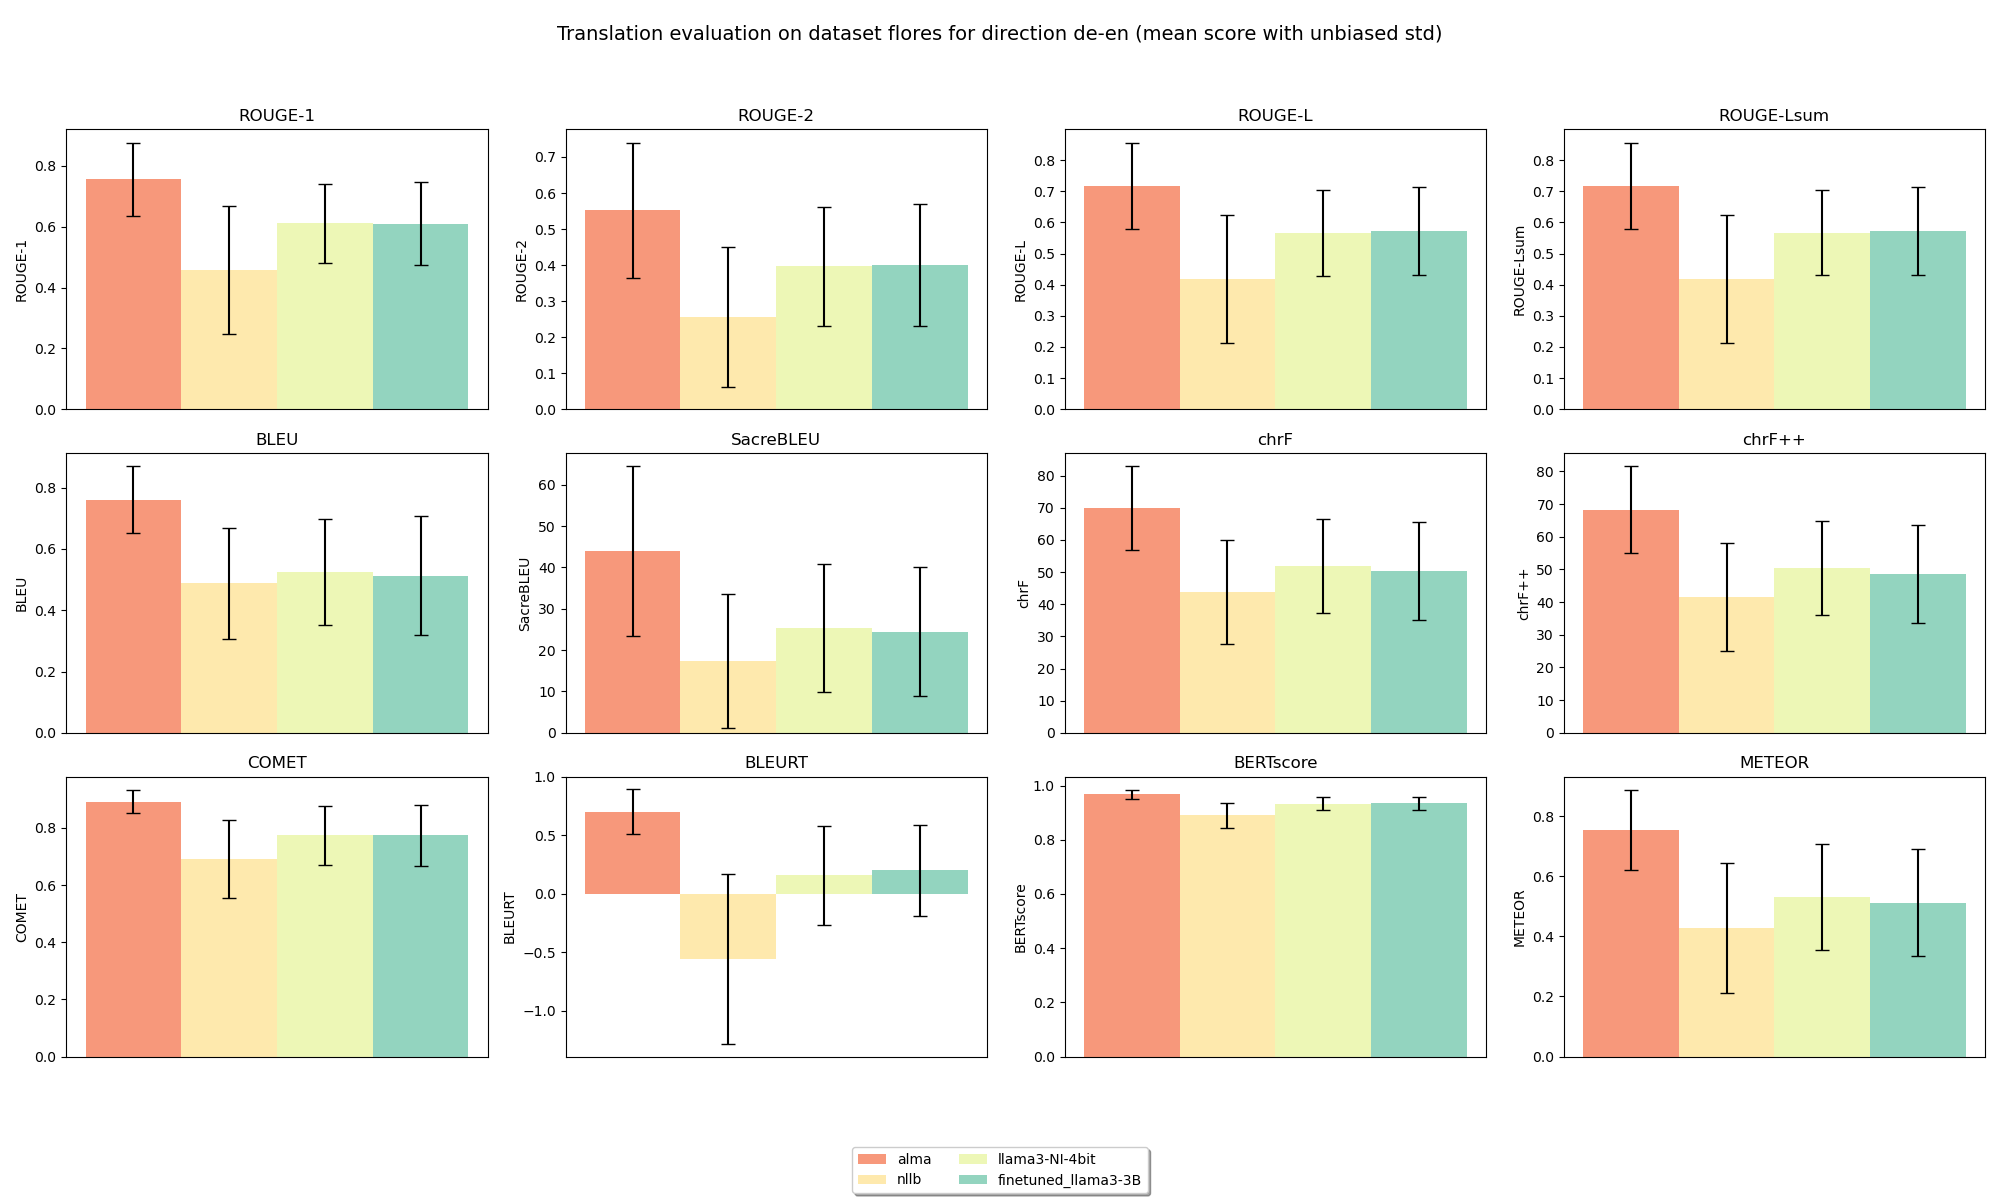 Translation evaluation on dataset flores for direction de-en (mean score with unbiased std)
ROUGE-1
ROUGE-1
0.8
0.6
0.4
0.2
0.0
ROUGE-2
ROUGE-2
0.7
0.6
0.5
0.4
0.3
0.2
0.1
0.0
ROUGE-L
ROUGE-L
0.8
0.7
0.6
0.5
0.4
0.3
0.2
0.1
0.0
ROUGE-Lsum
ROUGE-Lsum
0.8
0.7
0.6
0.5
0.4
0.3
0.2
0.1
0.0
BLEU
BLEU
0.8
0.6
0.4
0.2
0.0
SacreBLEU
SacreBLEU
60
50
40
30
20
10
0
chrF
chrF
80
70
60
50
40
30
20
10
0
chrF++
chrF++
80
70
60
50
40
30
20
10
0
COMET
COMET
0.8
0.6
0.4
0.2
0.0
BLEURT
BLEURT
1.0
0.5
0.0
−0.5
−1.0
BERTscore
BERTscore
1.0
0.8
0.6
0.4
0.2
0.0
METEOR
METEOR
0.8
0.6
0.4
0.2
0.0
alma
nllb
llama3-NI-4bit
finetuned_llama3-3B